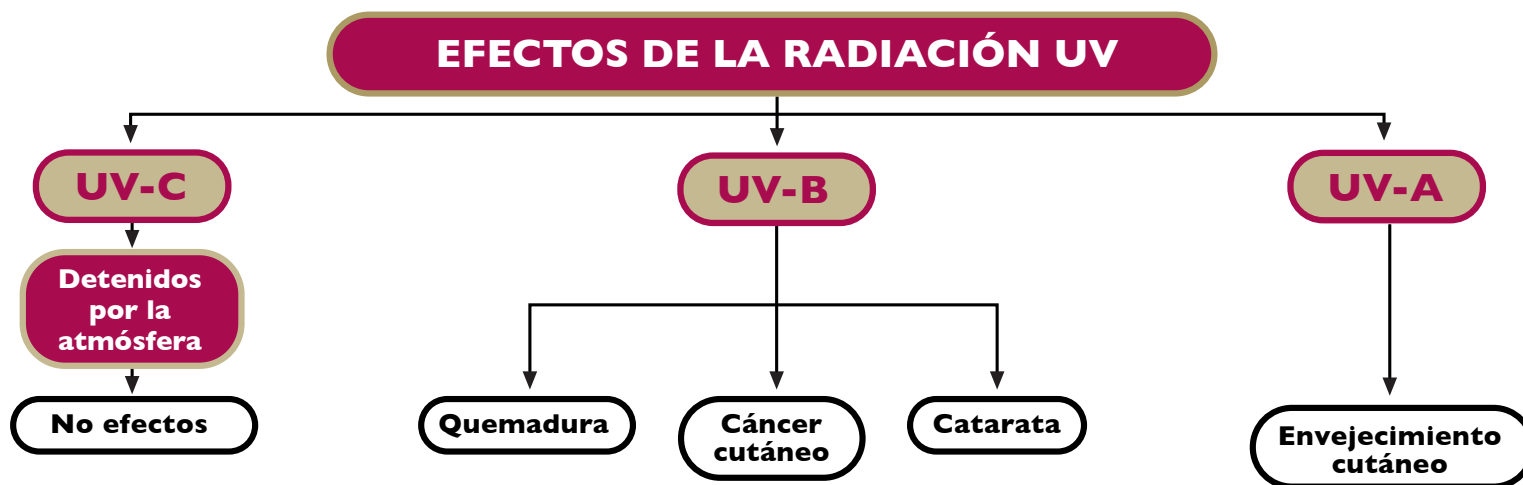 EFECTOS DE LA RADIACIÓN UV
UV-C
UV-B
UV-A
Detenidos
por la
atmósfera
No efectos
Quemadura
Cáncer
cutáneo
Catarata
Envejecimiento
cutáneo